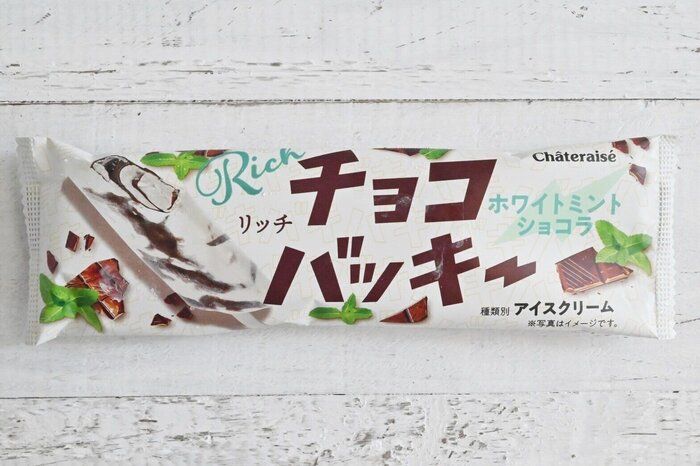 Rich
リッチ
チョコ
バッキー
Châteraisé
ホワイトミント
ショコラ
種類別 アイスクリーム
※写真はイメージです。